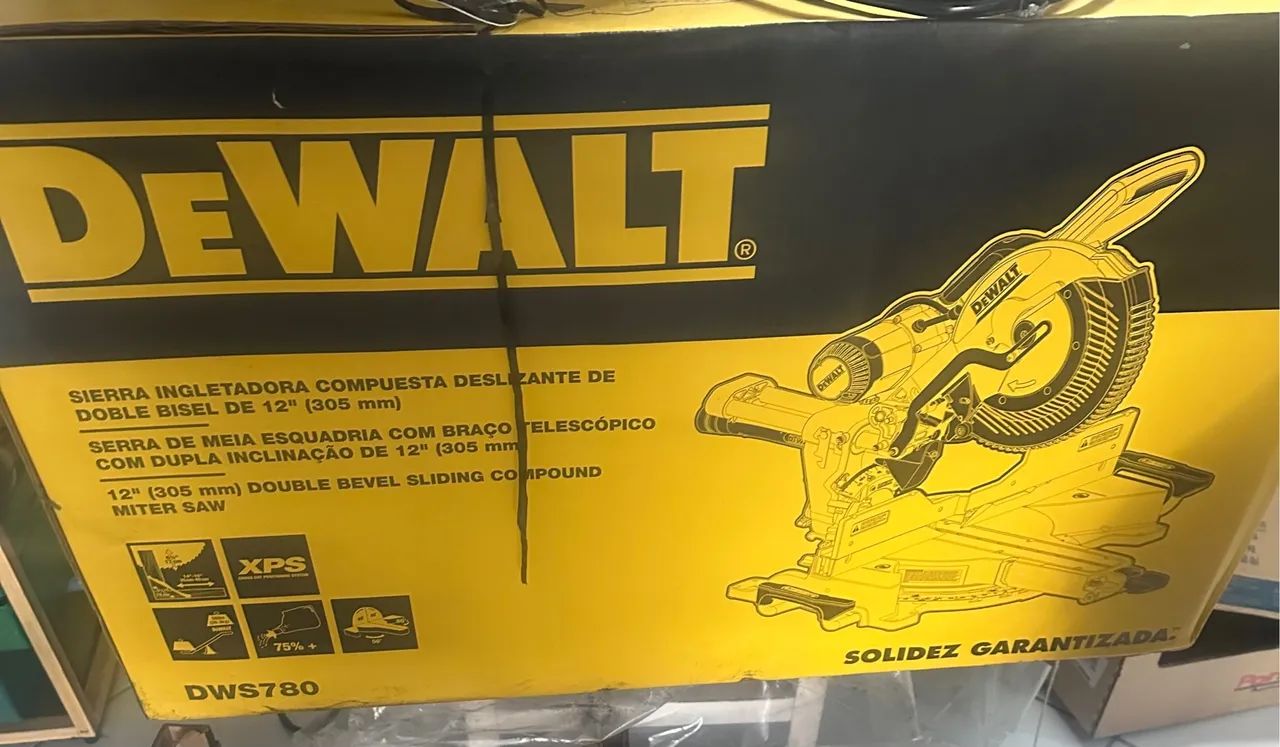 DEWALT®
SIERRA INGLETADORA COMPUESTA DESLIZANTE DE
DOBLE BISEL DE 12" (305 mm)
SERRA DE MEIA ESQUADRIA COM BRAÇO TELESCÓPICO
COM DUPLA INCLINAÇÃO DE 12" (305 mm)
12" (305 mm) DOUBLE BEVEL SLIDING COMPOUND
MITER SAW
XPS
75% +
DWS780
DEWALT
DEWALT
SOLIDEZ GARANTIZADA.